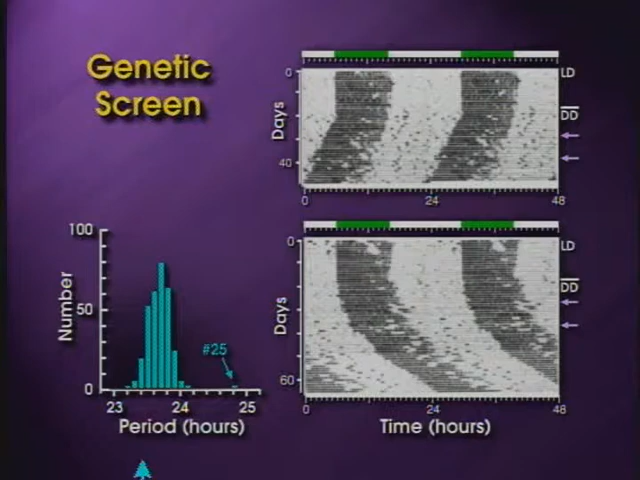 Genetic
Screen
0
40
Days
LD
DD
0
24
48
100
50
0
Number
#25
23
24
25
Period (hours)
0
60
Days
LD
DD
0
24
48
Time (hours)